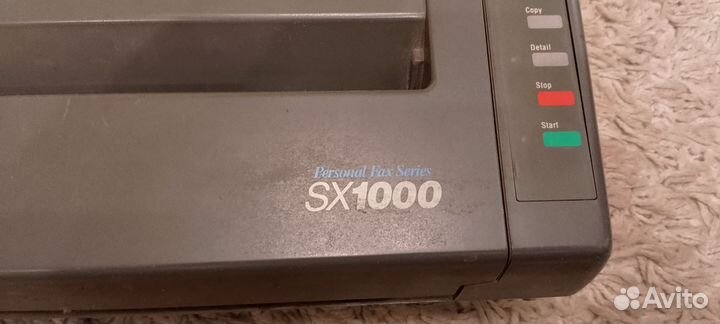 Copy
Detail
Stop
Start
Personal Fax Series
SX1000
Avito